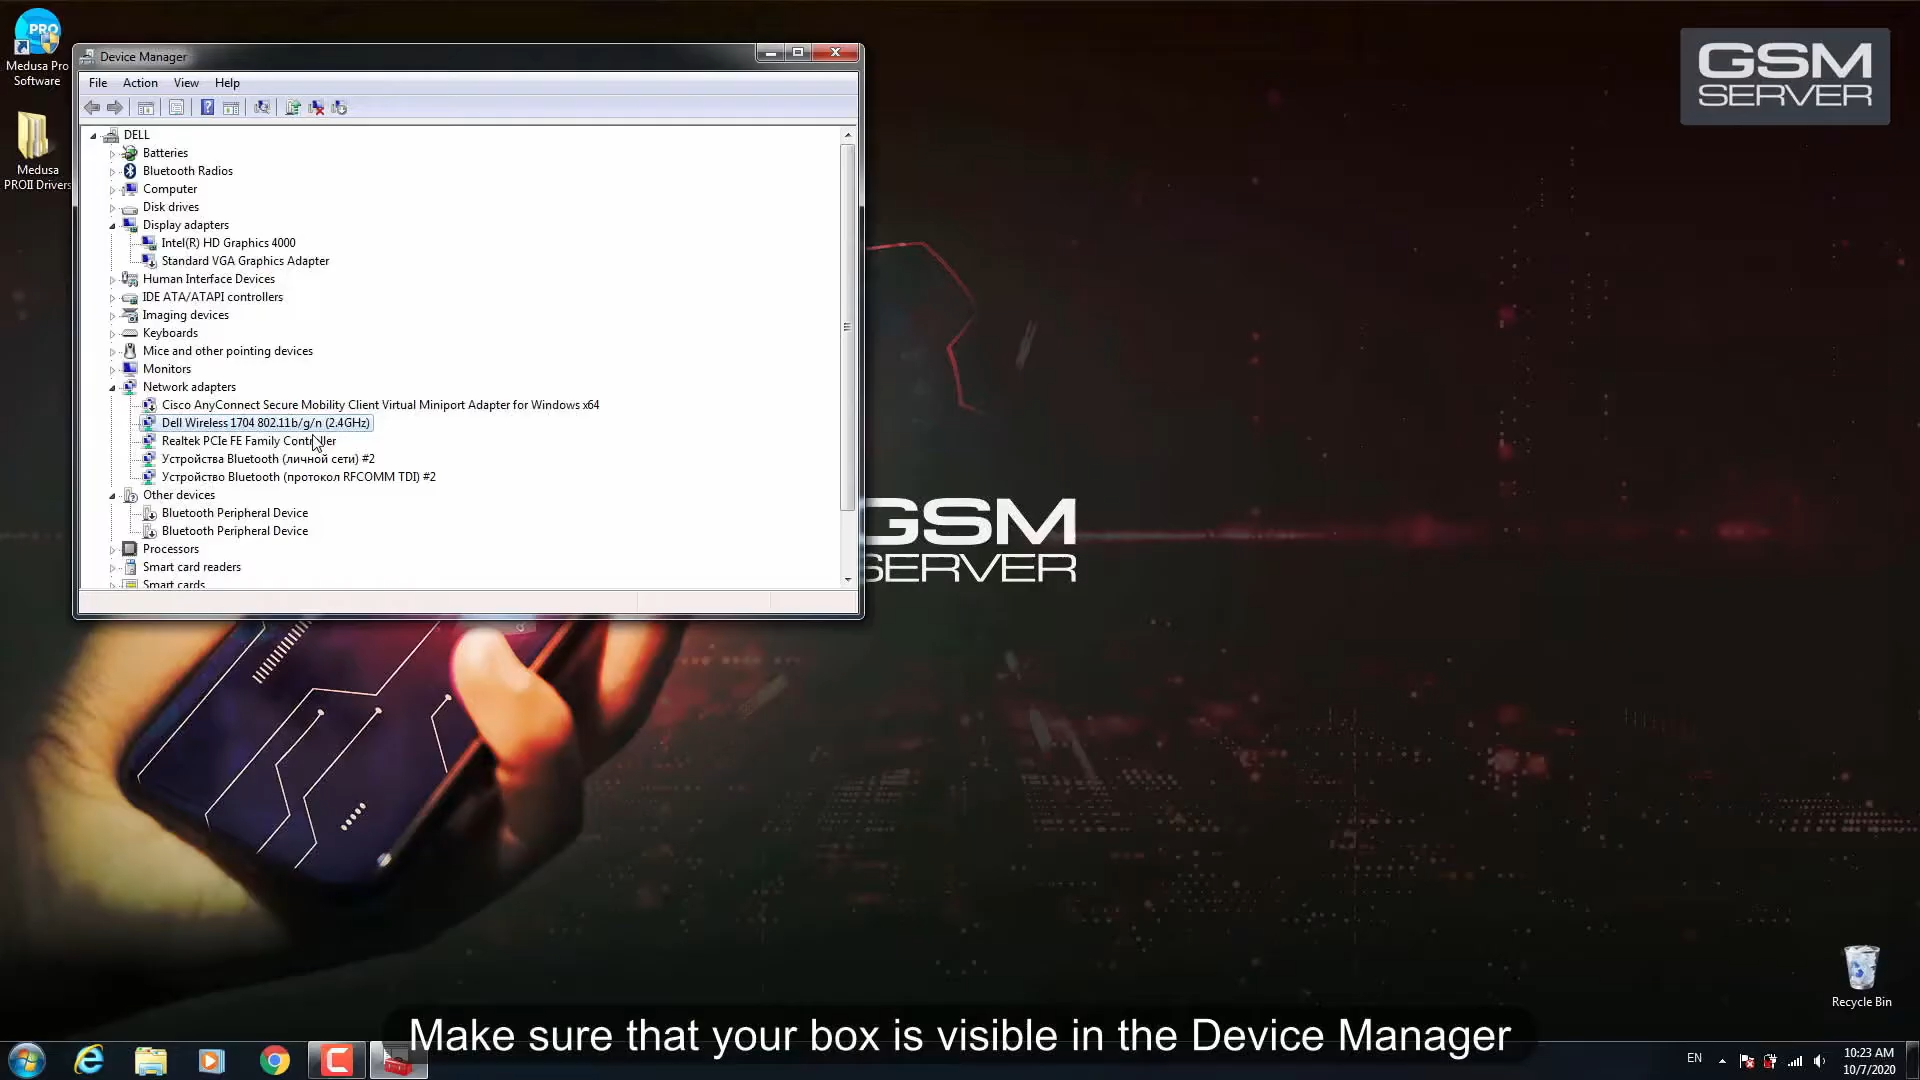 PRO
Medusa Pro
Software
Medusa
PROII Drivers
Device Manager
File Action View Help
DELL
Batteries
Bluetooth Radios
Computer
Disk drives
Display adapters
Intel(R) HD Graphics 4000
Standard VGA Graphics Adapter
Human Interface Devices
IDE ATA/ATAPI controllers
Imaging devices
Keyboards
Mice and other pointing devices
Monitors
Network adapters
Cisco AnyConnect Secure Mobility Client Virtual Miniport Adapter for Windows x64
Dell Wireless 1704 802.11b/g/n (2.4GHz)
Realtek PCIe FE Family Controller
Устройства Bluetooth (личной сети) #2
Устройство Bluetooth (протокол RFCOMM TDI) #2
Other devices
Bluetooth Peripheral Device
Bluetooth Peripheral Device
Processors
Smart card readers
Smart cards
GSM
SERVER
GSM
SERVER
Recycle Bin
Make sure that your box is visible in the Device Manager
EN
10:23 AM
10/7/2020